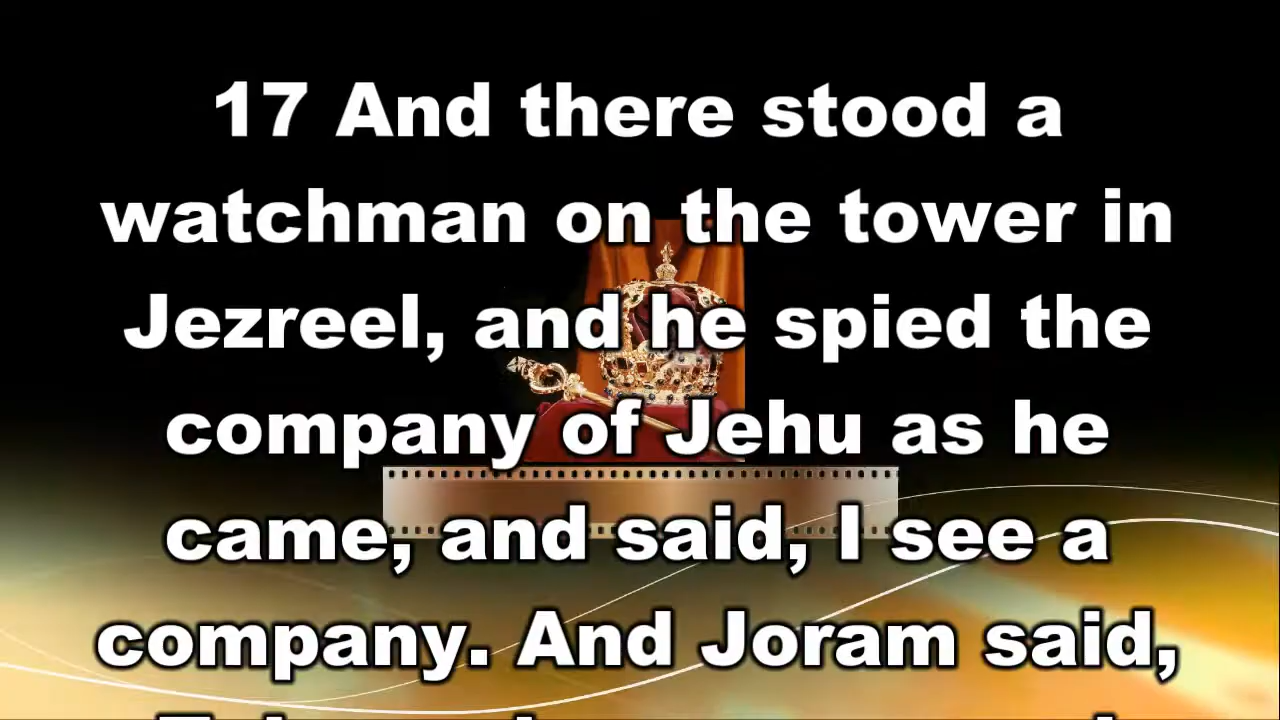 17 And there stood a
watchman on the tower in
Jezreel, and he spied the
company of Jehu as he
came, and said, I see a
company. And Joram said,